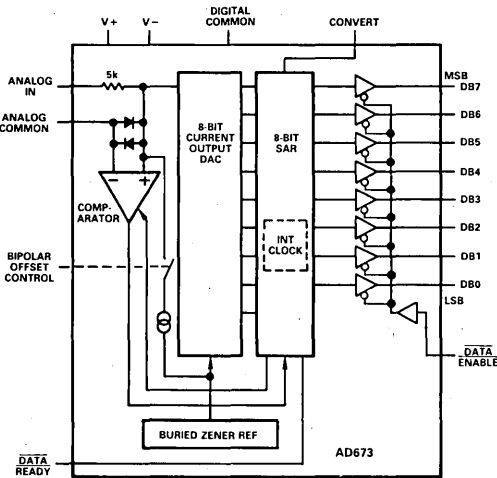 V+
V–
DIGITAL
COMMON
CONVERT
ANALOG
IN
5k
ANALOG
COMMON
8-BIT
CURRENT
OUTPUT
DAC
8-BIT
SAR
MSB
DB7
DB6
DB5
DB4
DB3
DB2
DB1
DB0
LSB
–
+
COMP-
ARATOR
INT
CLOCK
BIPOLAR
OFFSET
CONTROL
DATA
ENABLE
BURIED ZENER REF
AD673
DATA
READY